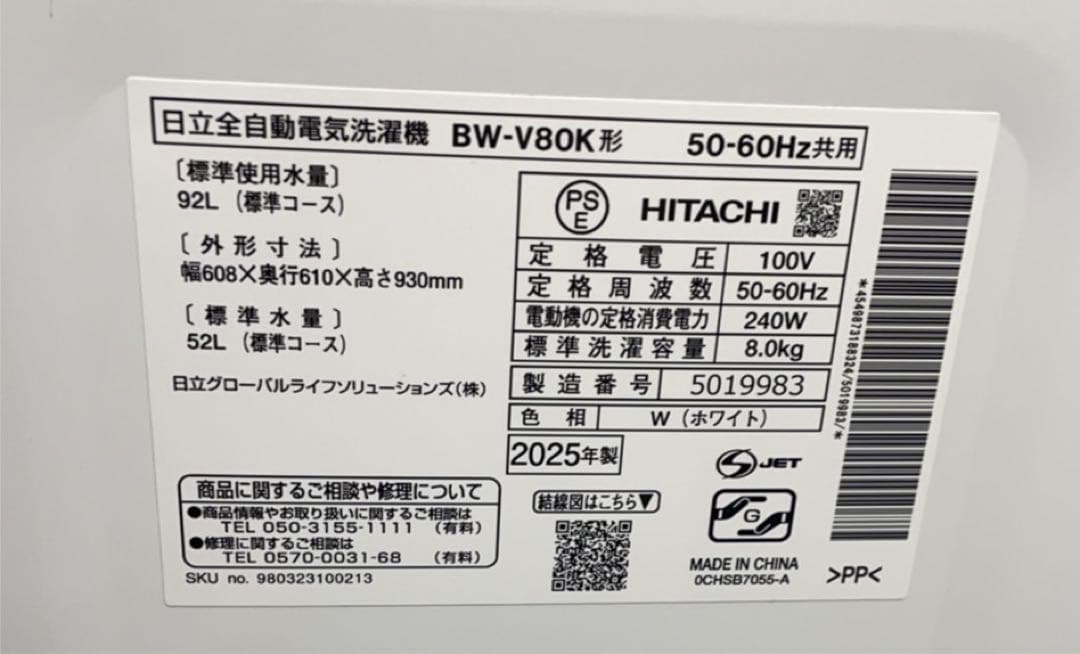 日立全自動電気洗濯機 BW-V80K形 50-60Hz共用
〔標準使用水量〕
92L（標準コース）
〔外形寸法〕
幅608×奥行610×高さ930mm
〔標準水量〕
52L（標準コース）
日立グローバルライフソリューションズ(株)
PS
E
HITACHI
定格電圧 100V
定格周波数 50-60Hz
電動機の定格消費電力 240W
標準洗濯容量 8.0kg
製造番号 5019983
色相 W（ホワイト）
2025年製
JET
*4549873188324/5019983/*
商品に関するご相談や修理について
●商品情報やお取り扱いに関するご相談は
TEL 050-3155-1111（有料）
●修理に関するご相談は
TEL 0570-0031-68（有料）
SKU no. 980323100213
結線図はこちら▼
G
MADE IN CHINA
0CHSB7055-A
>PP<